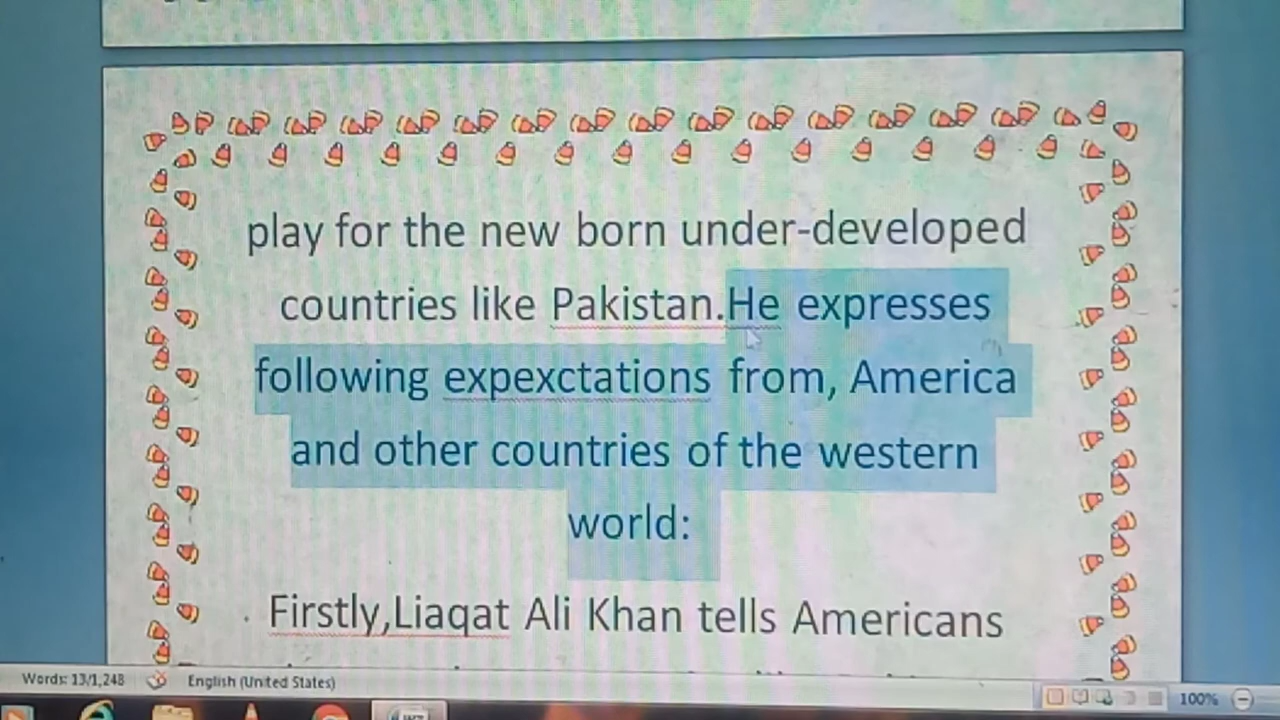 play for the new born under-developed
countries like Pakistan.He expresses
following expexctations from, America
and other countries of the western
world:
Firstly,Liaqat Ali Khan tells Americans
Words: 13/1,248
English (United States)
100%